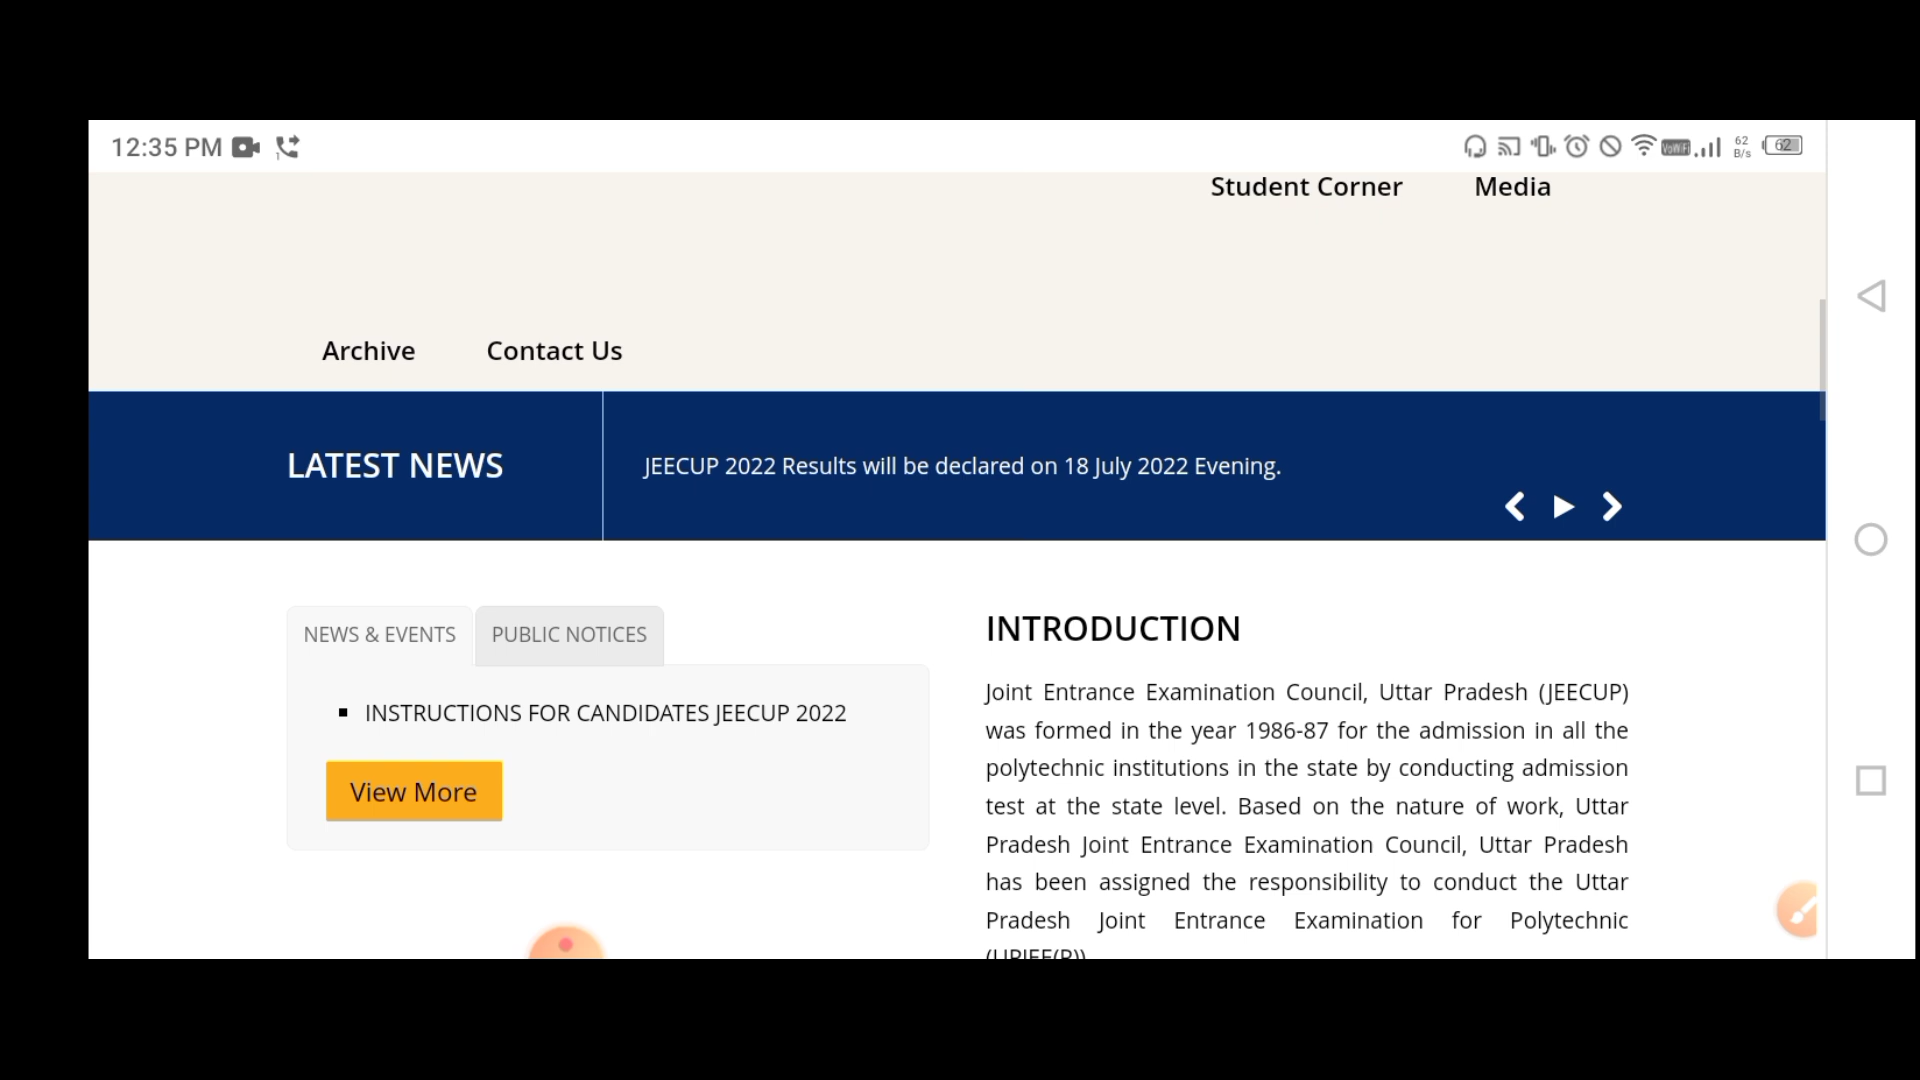 12:35 PM
1
VoWiFi
62
B/s
62
Student Corner Media
Archive Contact Us
LATEST NEWS
JEECUP 2022 Results will be declared on 18 July 2022 Evening.
NEWS & EVENTS PUBLIC NOTICES
INSTRUCTIONS FOR CANDIDATES JEECUP 2022
View More
INTRODUCTION
Joint Entrance Examination Council, Uttar Pradesh (JEECUP)
was formed in the year 1986-87 for the admission in all the
polytechnic institutions in the state by conducting admission
test at the state level. Based on the nature of work, Uttar
Pradesh Joint Entrance Examination Council, Uttar Pradesh
has been assigned the responsibility to conduct the Uttar
Pradesh Joint Entrance Examination for Polytechnic
(UPJEE(P))